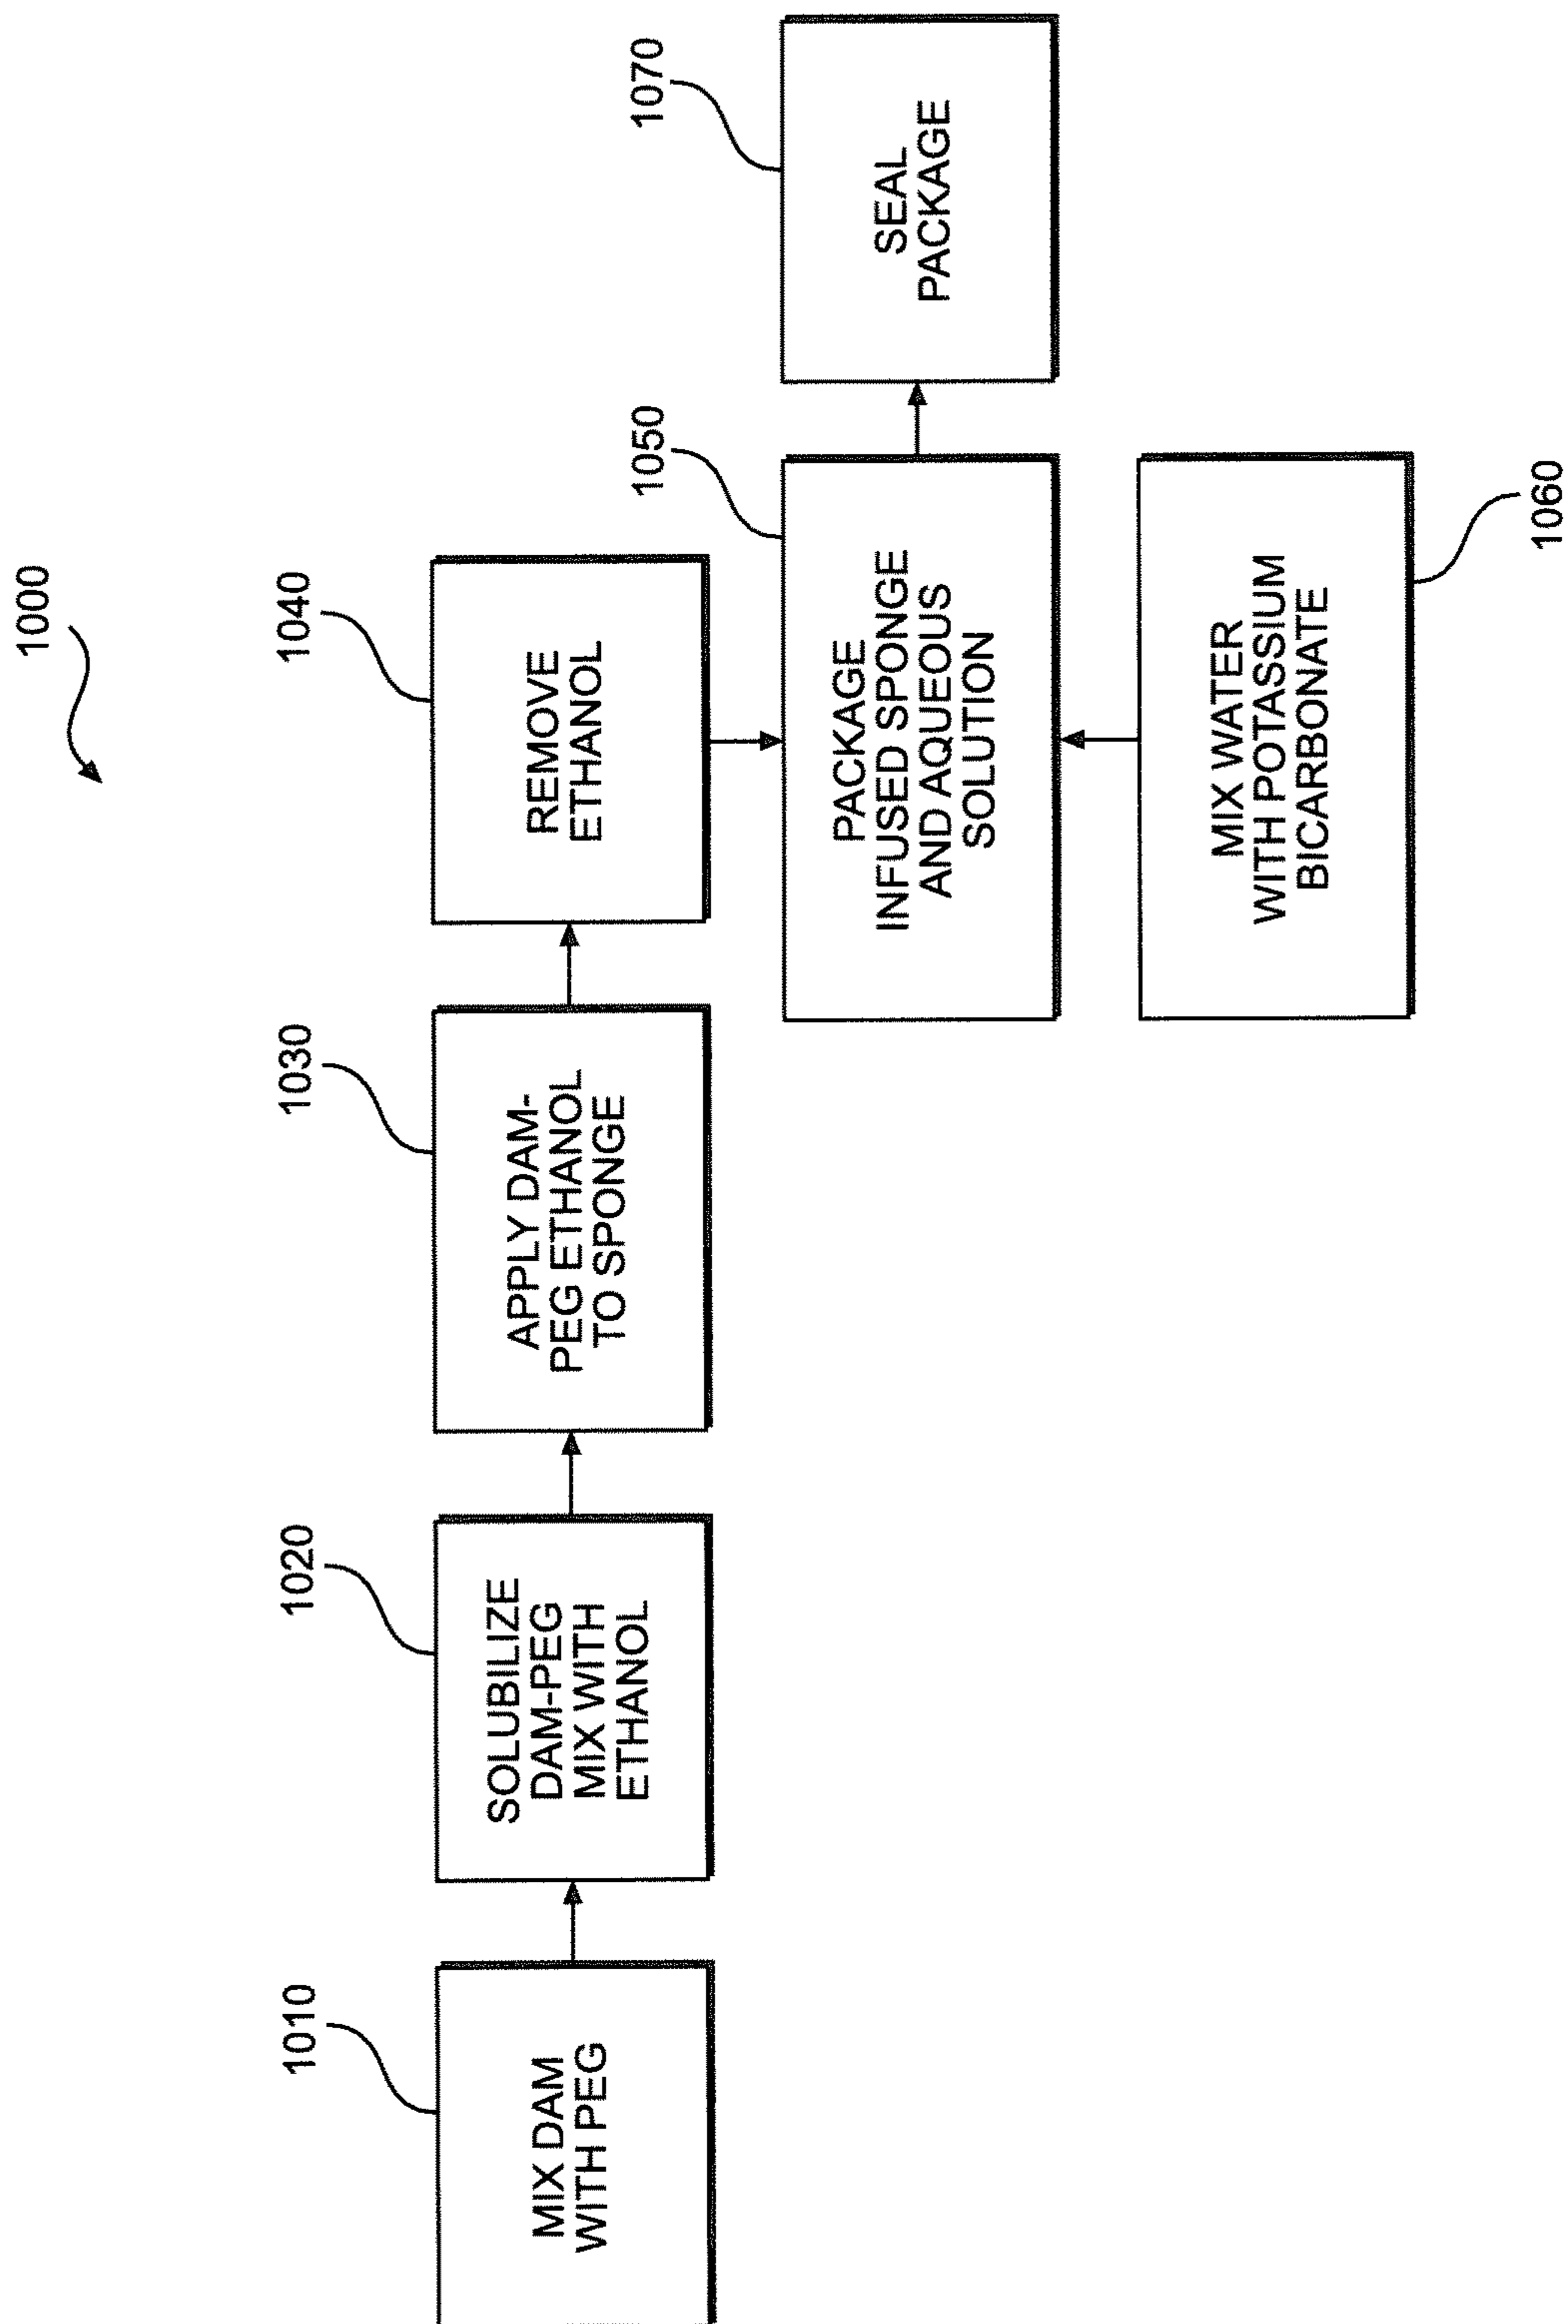 1000
1010
MIX DAM
WITH PEG
1020
SOLUBILIZE
DAM-PEG
MIX WITH
ETHANOL
1030
APPLY DAM-
PEG ETHANOL
TO SPONGE
1040
REMOVE
ETHANOL
1050
PACKAGE
INFUSED SPONGE
AND AQUEOUS
SOLUTION
1070
SEAL
PACKAGE
MIX WATER
WITH POTASSIUM
BICARBONATE
1060